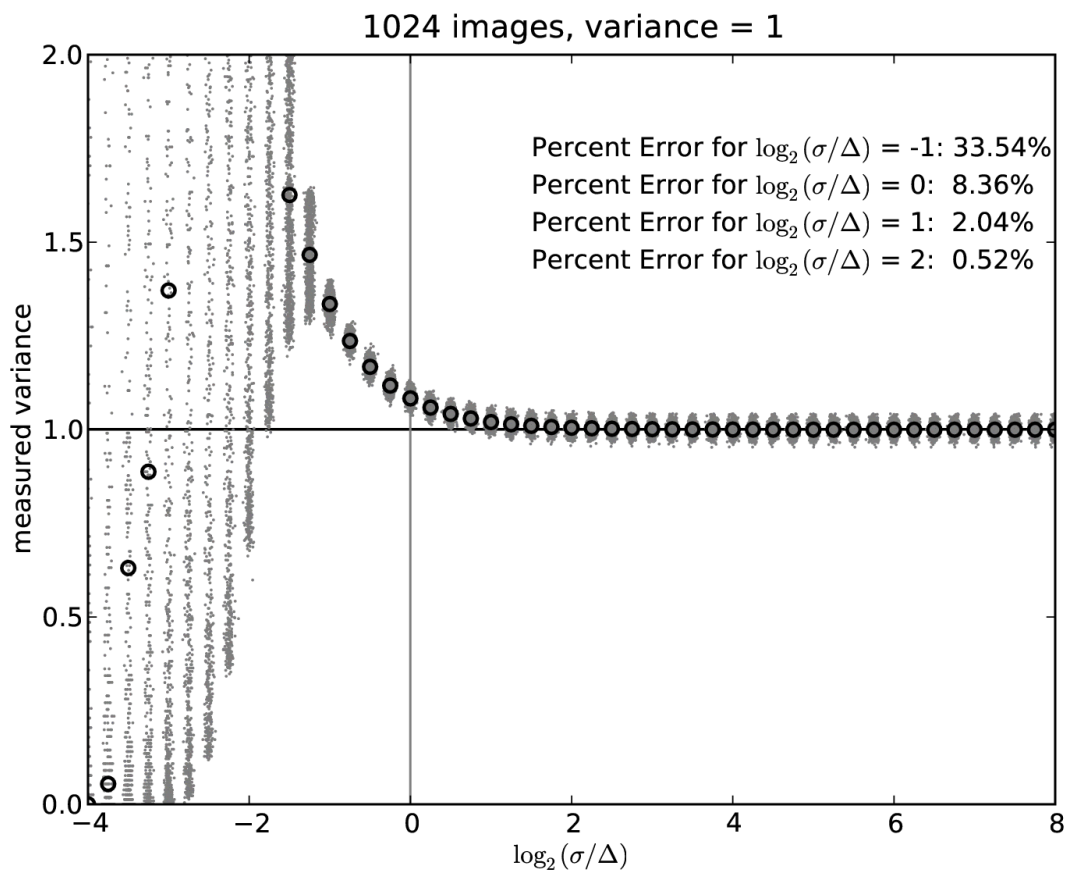 1024 images, variance = 1
2.0
1.5
1.0
0.5
0.0
measured variance
Percent Error for log₂(σ/Δ) = -1: 33.54%
Percent Error for log₂(σ/Δ) = 0: 8.36%
Percent Error for log₂(σ/Δ) = 1: 2.04%
Percent Error for log₂(σ/Δ) = 2: 0.52%
−4 −2 0 2 4 6 8
log₂(σ/Δ)